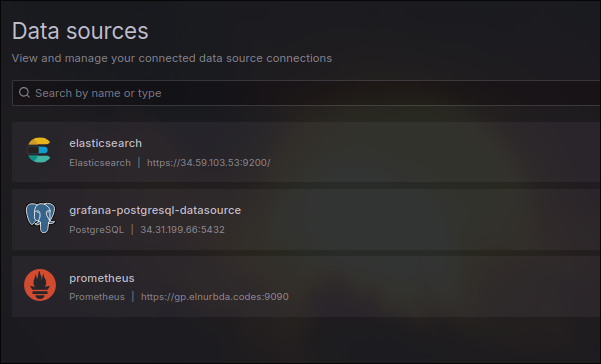 Data sources
View and manage your connected data source connections
Search by name or type
elasticsearch
Elasticsearch | https://34.59.103.53:9200/
grafana-postgresql-datasource
PostgreSQL | 34.31.199.66:5432
prometheus
Prometheus | https://gp.elnurbda.codes:9090